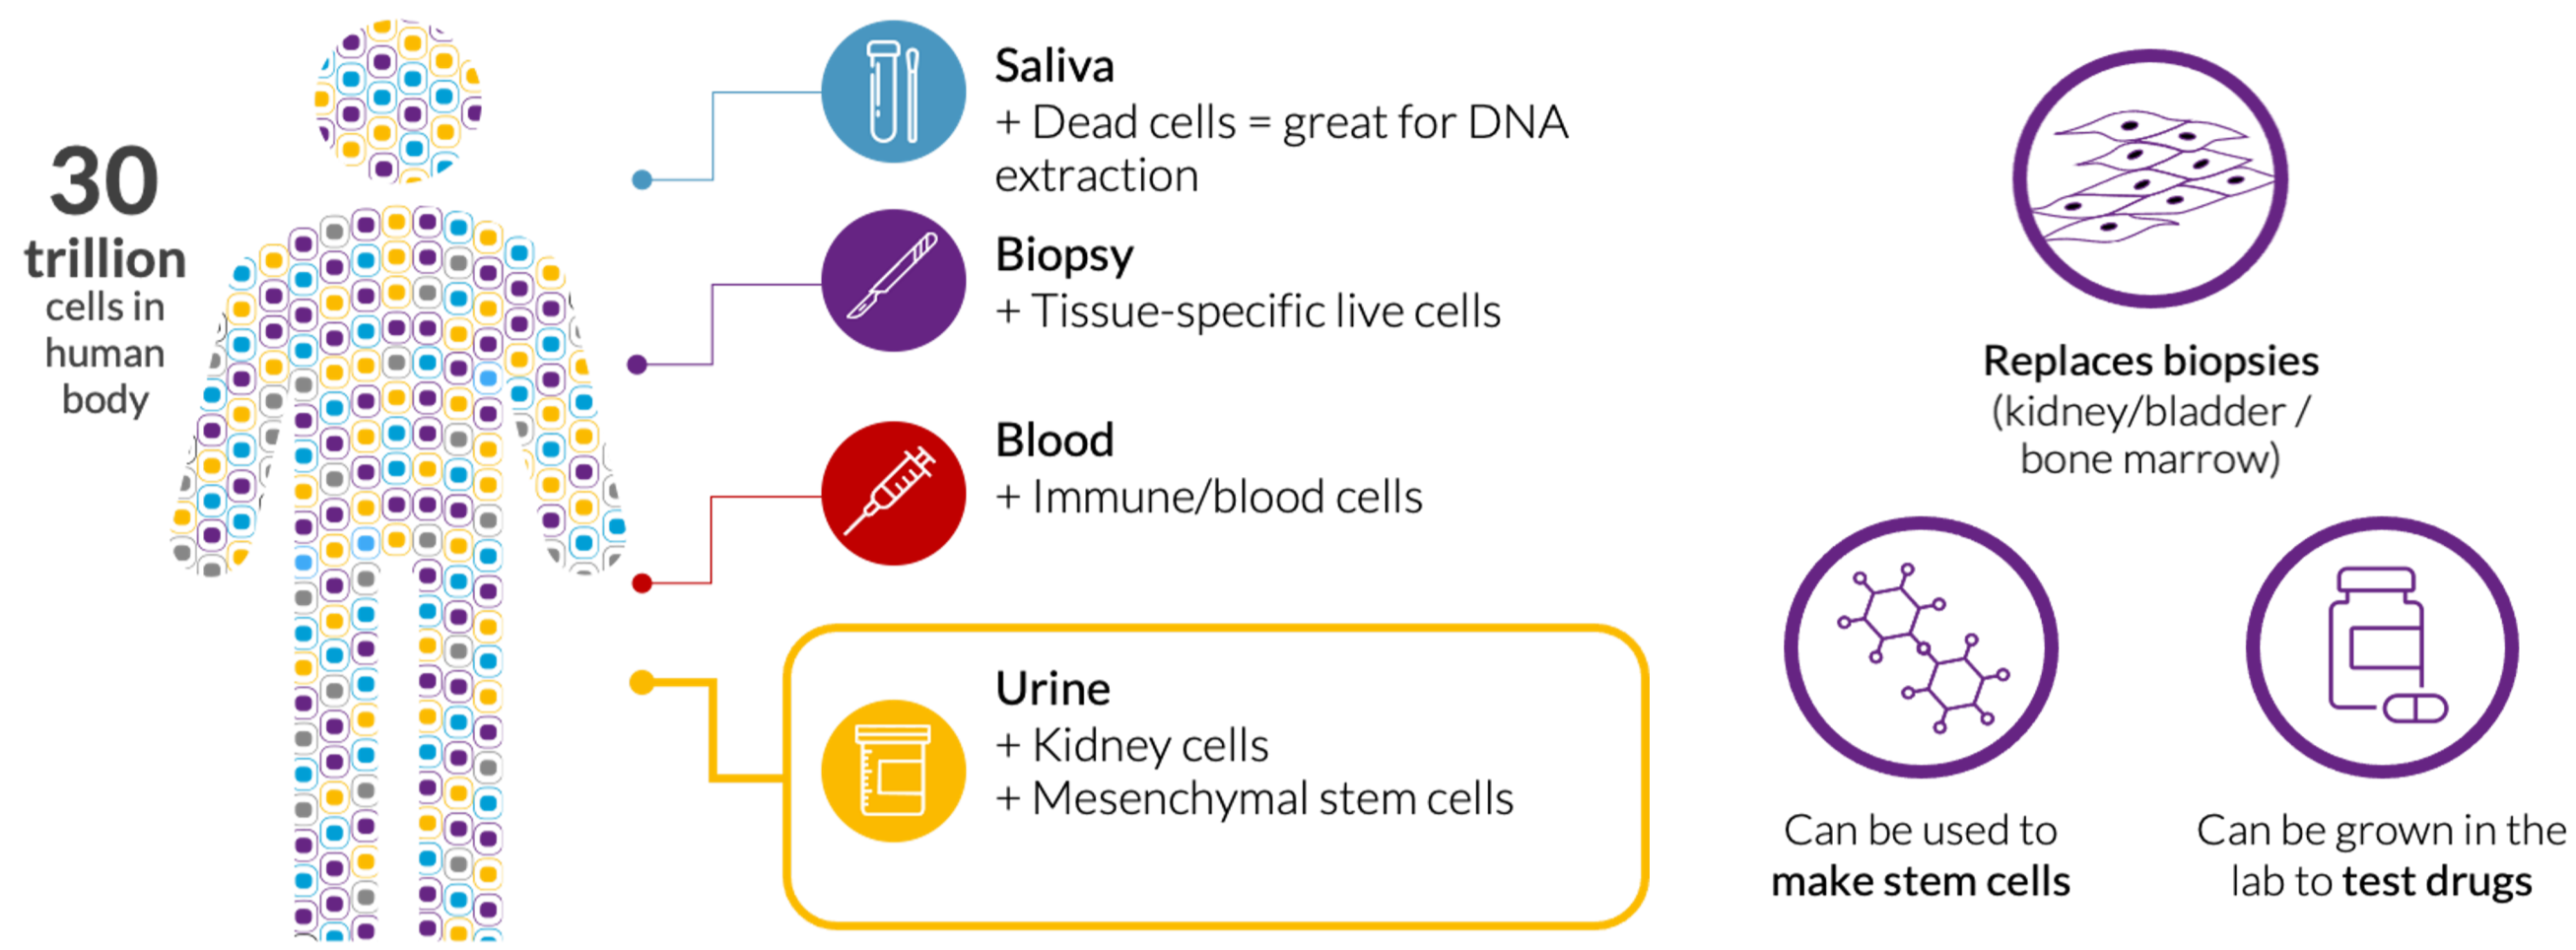 30
trillion
cells in
human
body
Saliva
+ Dead cells = great for DNA
extraction
Biopsy
+ Tissue-specific live cells
Blood
+ Immune/blood cells
Urine
+ Kidney cells
+ Mesenchymal stem cells
Replaces biopsies
(kidney/bladder /
bone marrow)
Can be used to
make stem cells
Can be grown in the
lab to test drugs